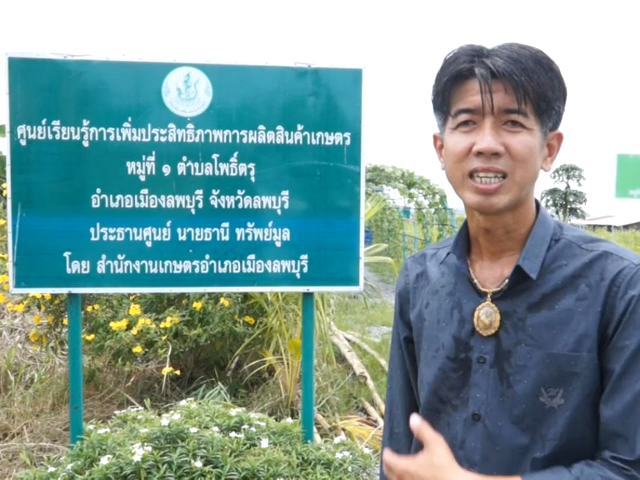 ศูนย์เรียนรู้การเพิ่มประสิทธิภาพการผลิตสินค้าเกษตร
หมู่ที่ ๑ ตำบลโพธิ์ตรุ
อำเภอเมืองลพบุรี จังหวัดลพบุรี
ประธานศูนย์ นายธานี ทรัพย์มูล
โดย สำนักงานเกษตรอำเภอเมืองลพบุรี